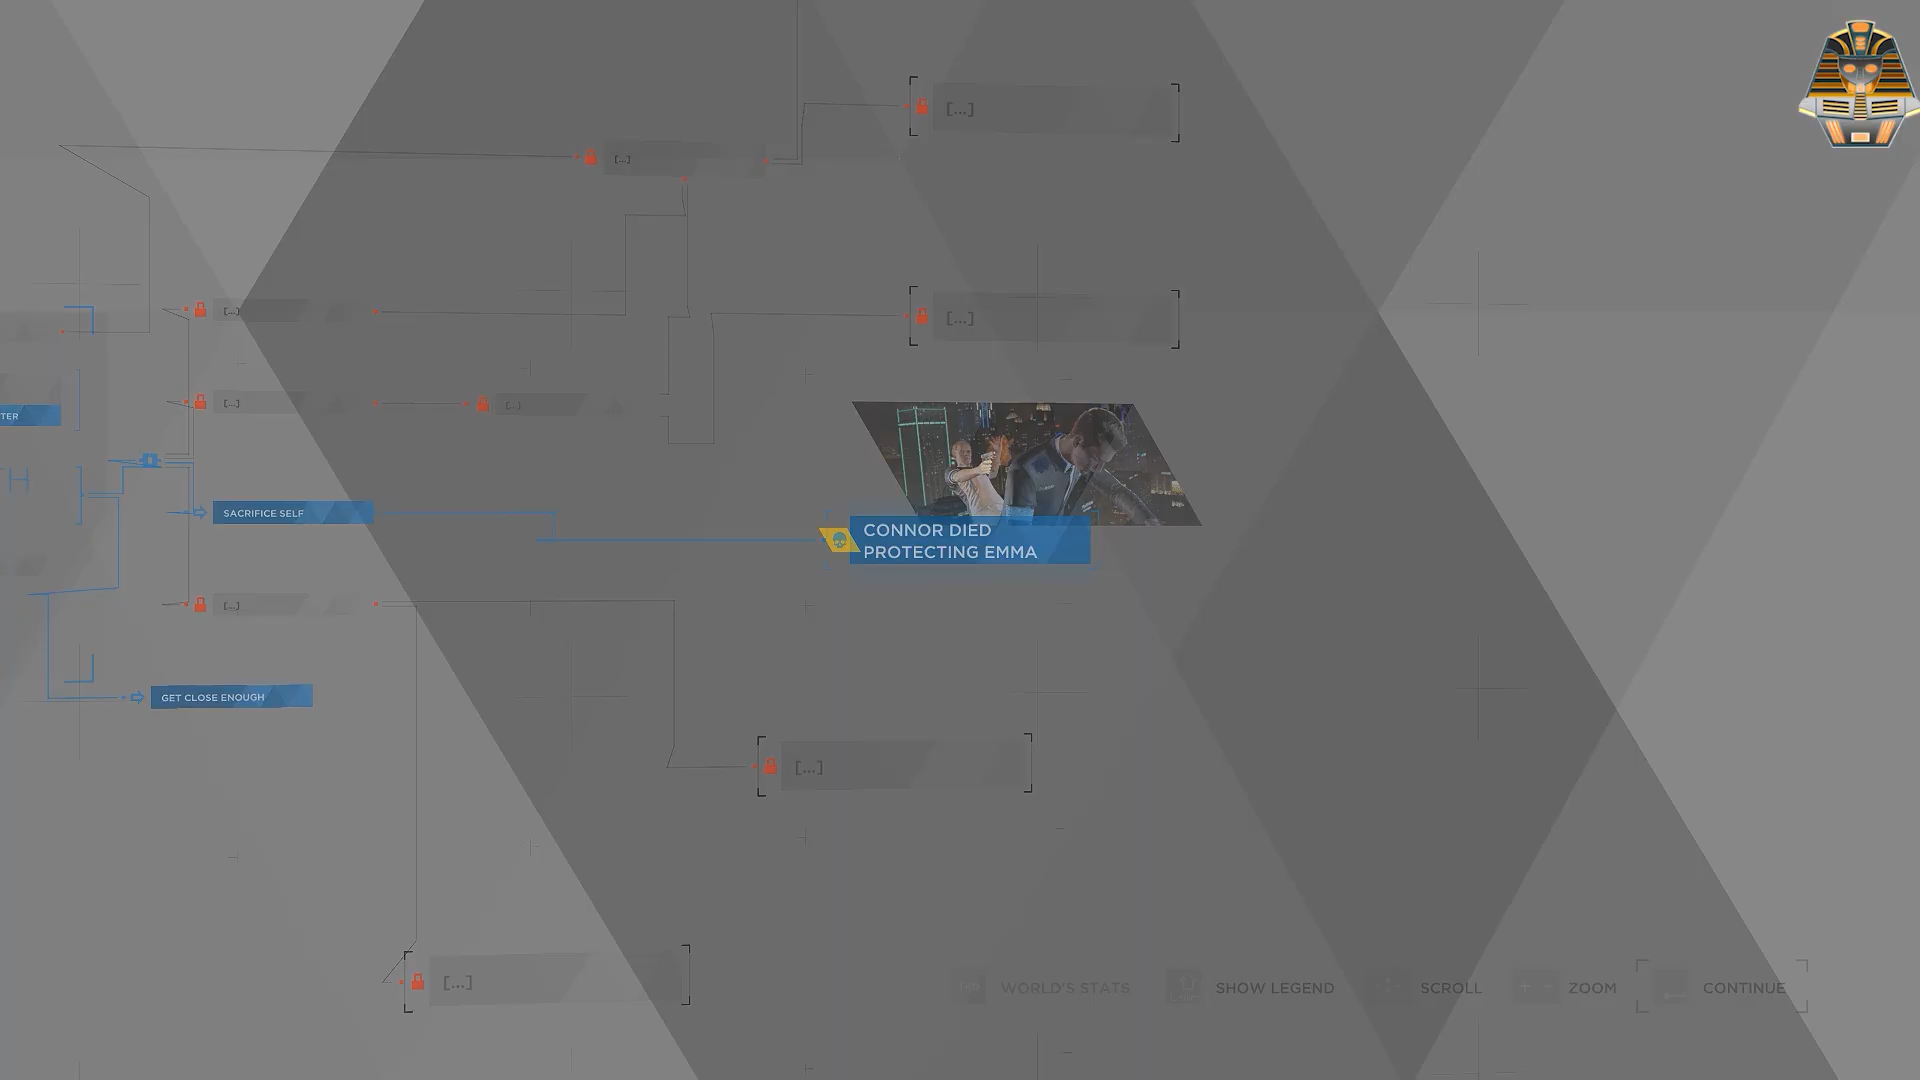 [...]
[...]
[...]
[...]
[...]
[...]
TER
SACRIFICE SELF
CONNOR DIED
PROTECTING EMMA
[...]
GET CLOSE ENOUGH
[...]
[...]
WORLD'S STATS
SHOW LEGEND
SCROLL
ZOOM
CONTINUE